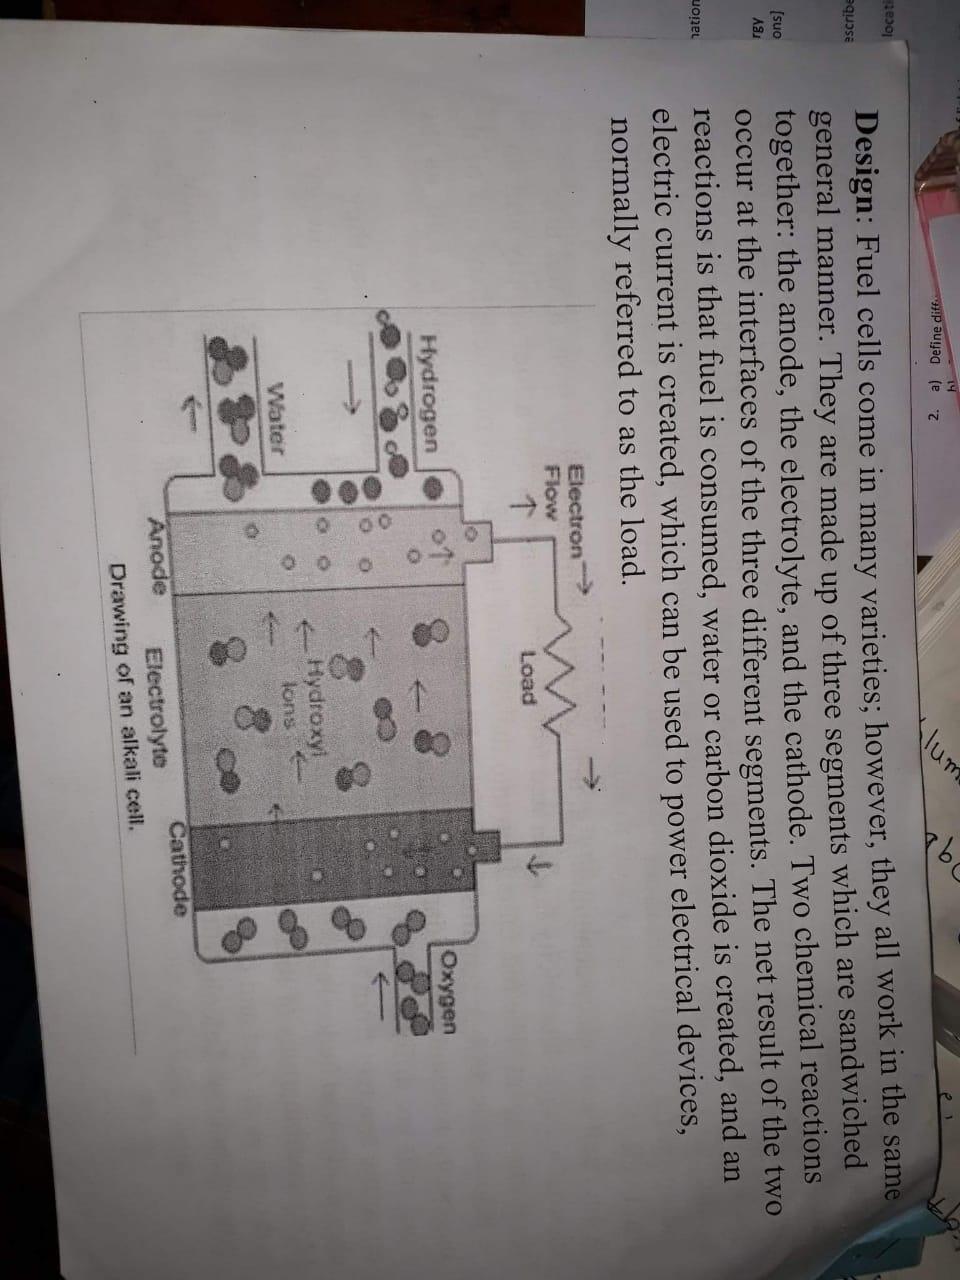 Design: Fuel cells come in many varieties; however, they all work in the same
general manner. They are made up of three segments which are sandwiched
together: the anode, the electrolyte, and the cathode. Two chemical reactions
occur at the interfaces of the three different segments. The net result of the two
reactions is that fuel is consumed, water or carbon dioxide is created, and an
electric current is created, which can be used to power electrical devices,
normally referred to as the load.
Electron
Flow
Load
Hydrogen
Oxygen
Hydroxyl
Ions
Water
Anode
Electrolyte
Cathode
Drawing of an alkali cell.
2. a) Define